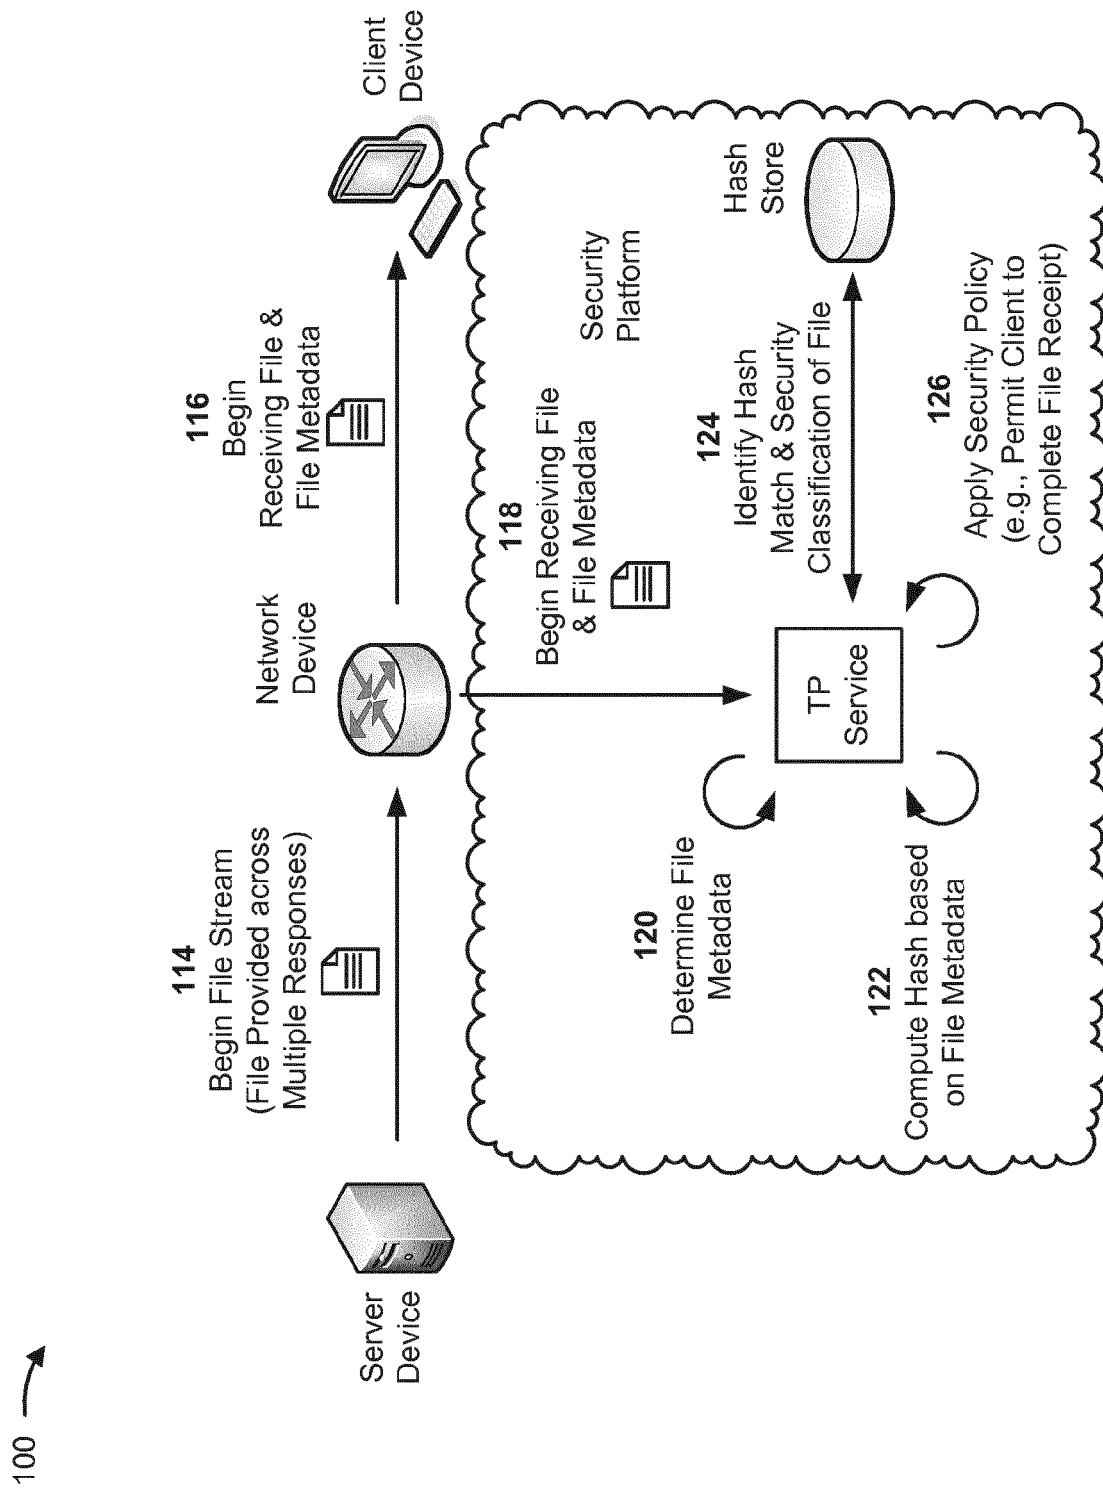 100
114
Begin File Stream
(File Provided across
Multiple Responses)
116
Begin
Receiving File &
File Metadata
Server
Device
Network
Device
Client
Device
118
Begin Receiving File
& File Metadata
Security
Platform
120
Determine File
Metadata
TP
Service
124
Identify Hash
Match & Security
Classification of File
Hash
Store
122
Compute Hash based
on File Metadata
126
Apply Security Policy
(e.g., Permit Client to
Complete File Receipt)